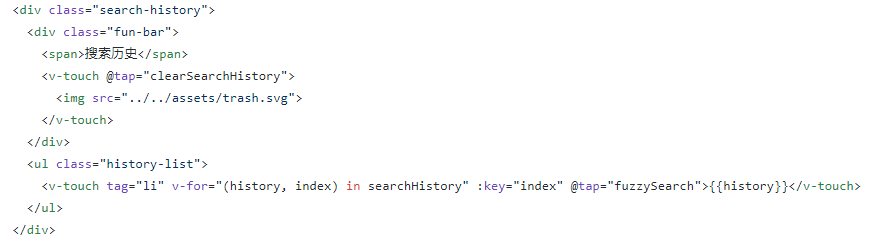 <div class="search-history">
  <div class="fun-bar">
    <span>搜索历史</span>
    <v-touch @tap="clearSearchHistory">
      <img src="../../assets/trash.svg">
    </v-touch>
  </div>
  <ul class="history-list">
    <v-touch tag="li" v-for="(history, index) in searchHistory" :key="index" @tap="fuzzySearch">{{history}}</v-touch>
  </ul>
</div>